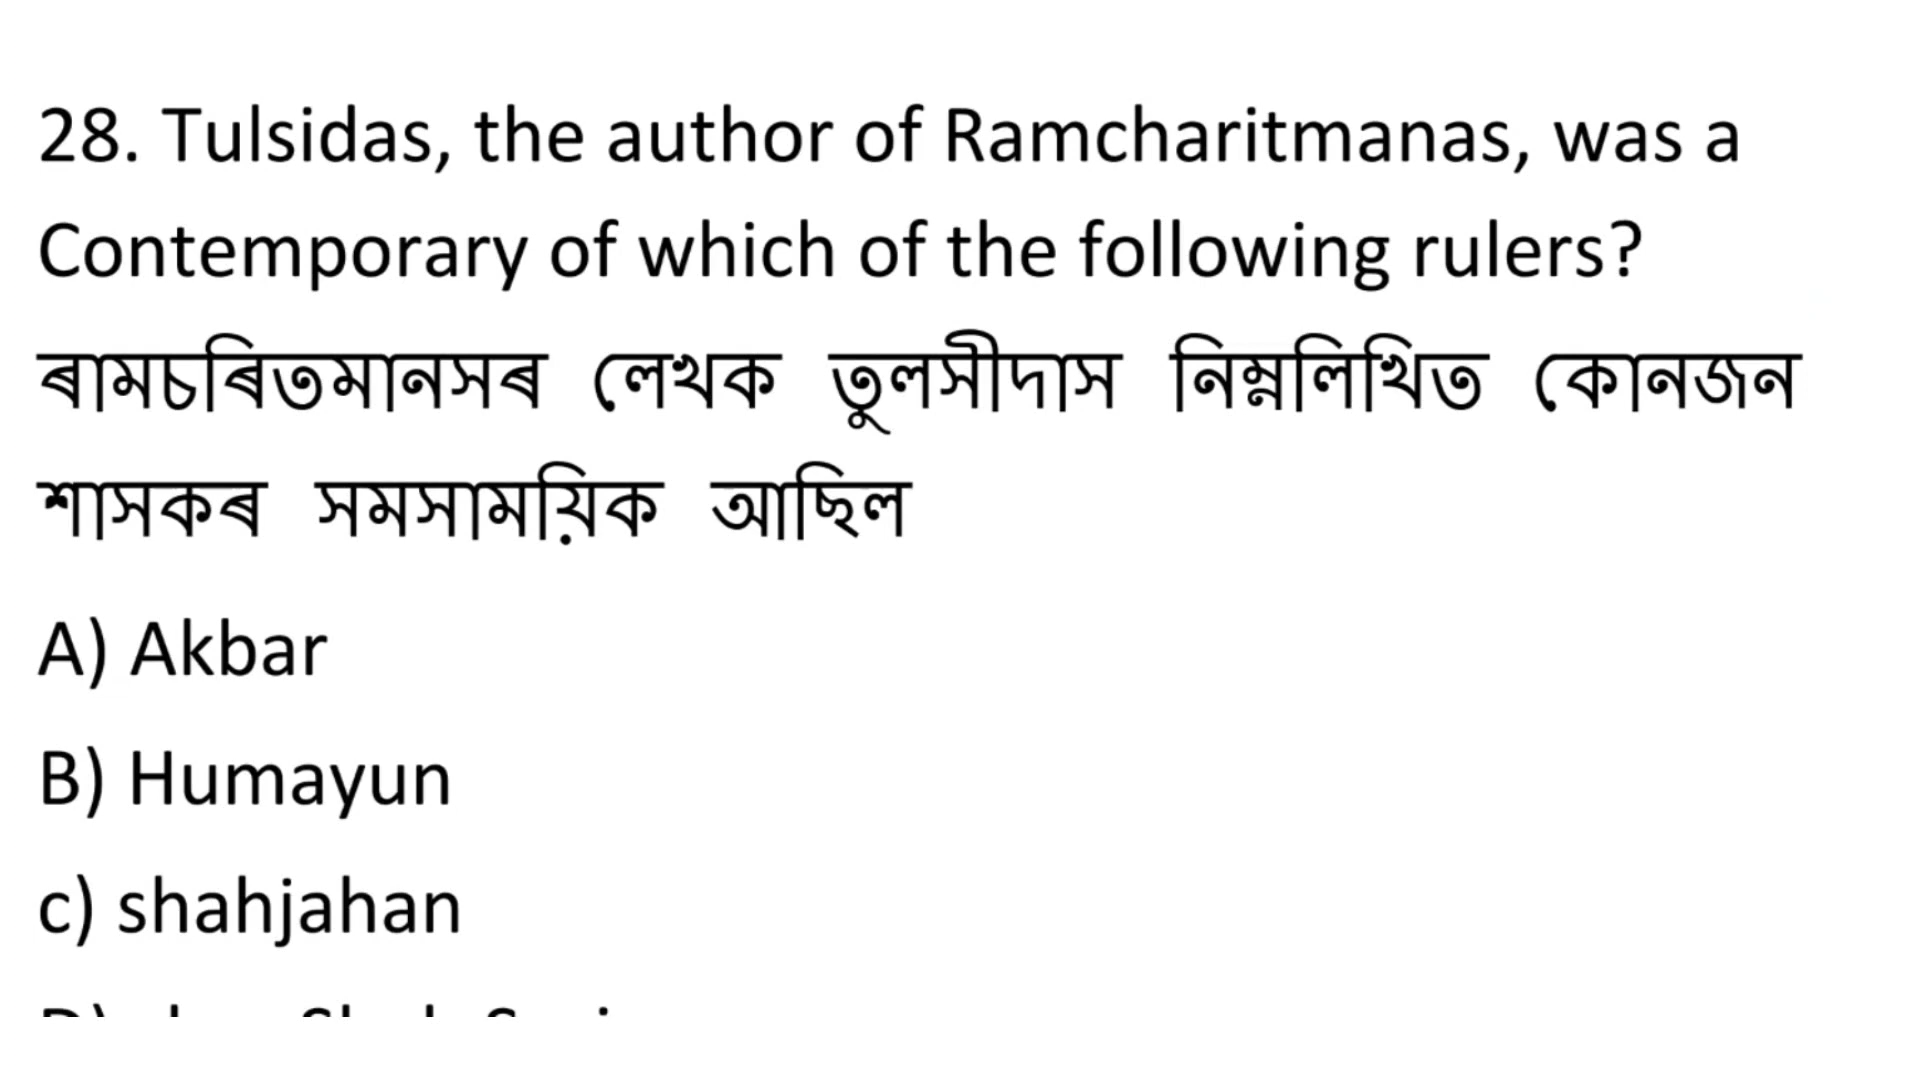 28. Tulsidas, the author of Ramcharitmanas, was a
Contemporary of which of the following rulers?
ৰামচৰিতমানসৰ লেখক তুলসীদাস নিম্নলিখিত কোনজন
শাসকৰ সমসাময়িক আছিল
A) Akbar
B) Humayun
c) shahjahan